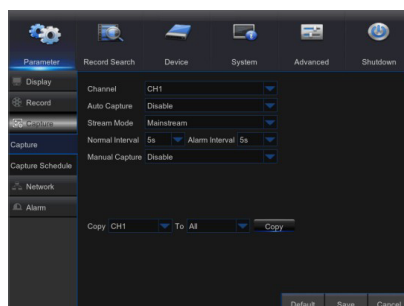 Parameter Record Search Device System Advanced Shutdown
Display
Record
Capture
Capture
Capture Schedule
Network
Alarm
Channel CH1
Auto Capture Disable
Stream Mode Mainstream
Normal Interval 5s Alarm Interval 5s
Manual Capture Disable
Copy CH1 To All Copy
Default Save Cancel